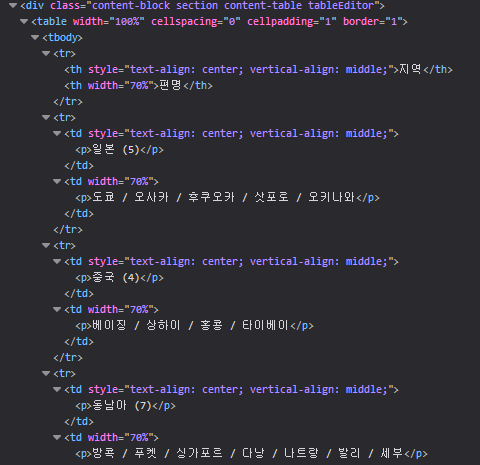 <div class="content-block section content-table tableEditor">
<table width="100%" cellspacing="0" cellpadding="1" border="1">
<tbody>
<tr>
<th style="text-align: center; vertical-align: middle;">지역</th>
<th width="70%">편명</th>
</tr>
<tr>
<td style="text-align: center; vertical-align: middle;">
<p>일본 (5)</p>
</td>
<td width="70%">
<p>도쿄 / 오사카 / 후쿠오카 / 삿포로 / 오키나와</p>
</td>
</tr>
<tr>
<td style="text-align: center; vertical-align: middle;">
<p>중국 (4)</p>
</td>
<td width="70%">
<p>베이징 / 상하이 / 홍콩 / 타이베이</p>
</td>
</tr>
<tr>
<td style="text-align: center; vertical-align: middle;">
<p>동남아 (7)</p>
</td>
<td width="70%">
<p>방콕 / 푸켓 / 싱가포르 / 다낭 / 나트랑 / 발리 / 세부</p>